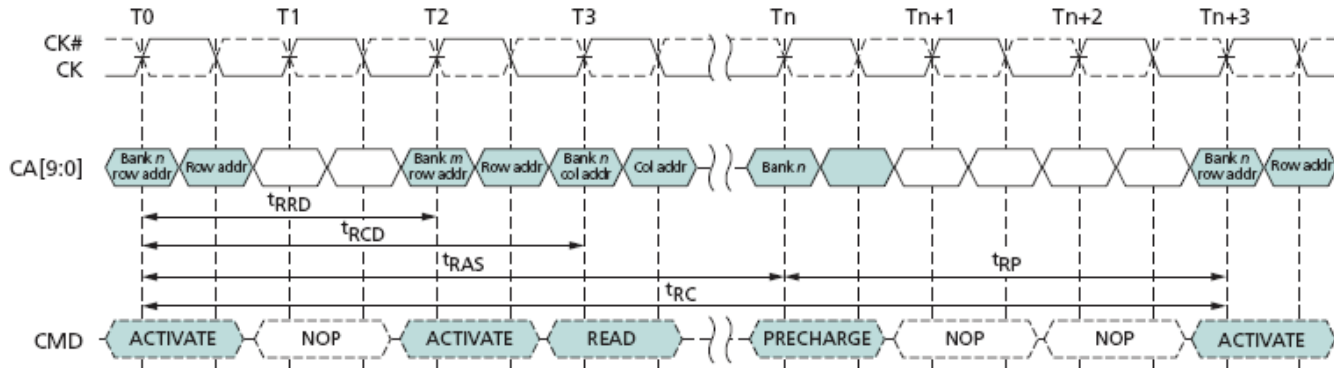 T0 T1 T2 T3 Tn Tn+1 Tn+2 Tn+3
CK#
CK
CA[9:0]
Bank n
row addr
Row addr
Bank m
row addr
Row addr
Bank n
col addr
Col addr
Bank n
Bank n
row addr
Row addr
tRRD
tRCD
tRAS
tRP
tRC
CMD ACTIVATE NOP ACTIVATE READ PRECHARGE NOP NOP ACTIVATE